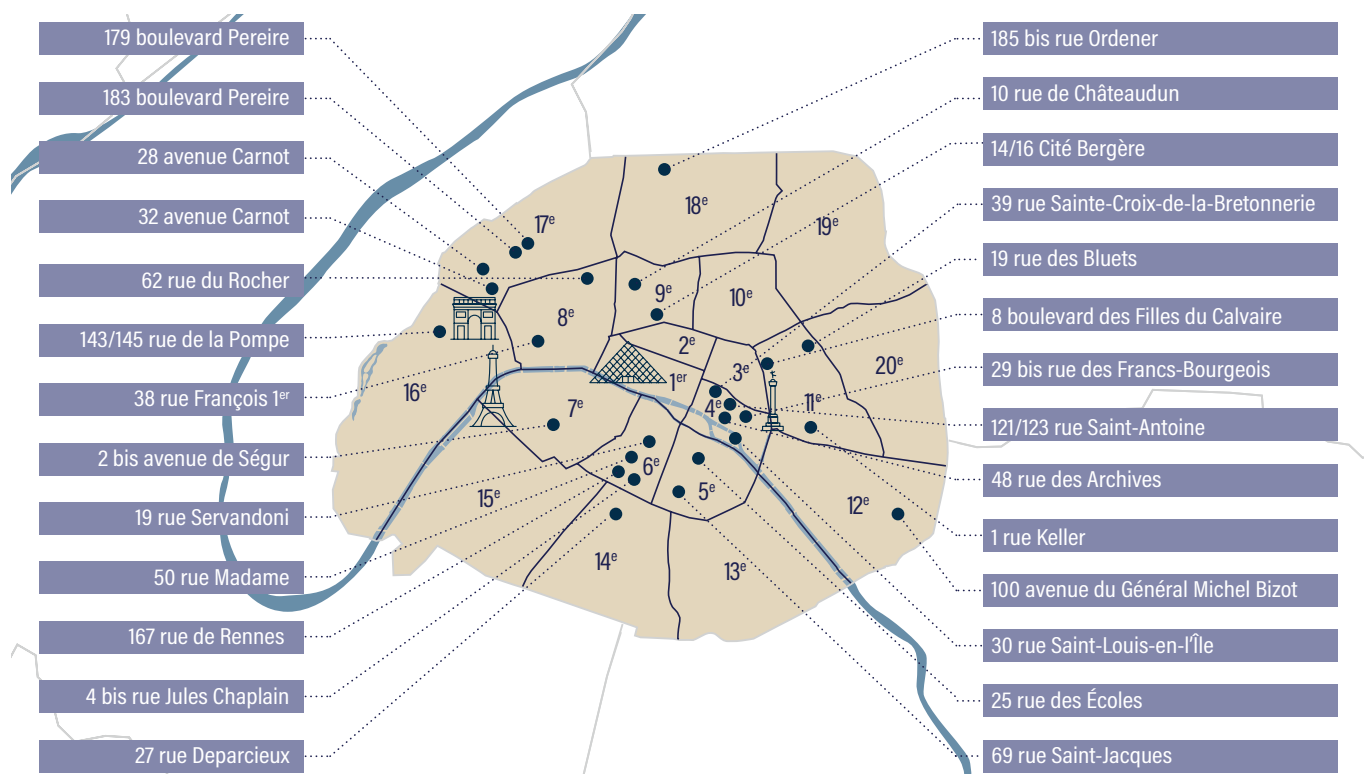 179 boulevard Pereire
183 boulevard Pereire
28 avenue Carnot
32 avenue Carnot
62 rue du Rocher
143/145 rue de la Pompe
38 rue François 1er
2 bis avenue de Ségur
19 rue Servandoni
50 rue Madame
167 rue de Rennes
4 bis rue Jules Chaplain
27 rue Deparcieux
18e
17e
19e
9e
10e
8e
2e
1er
3e
20e
16e
7e
4e
11e
6e
5e
15e
12e
14e
13e
185 bis rue Ordener
10 rue de Châteaudun
14/16 Cité Bergère
39 rue Sainte-Croix-de-la-Bretonnerie
19 rue des Bluets
8 boulevard des Filles du Calvaire
29 bis rue des Francs-Bourgeois
121/123 rue Saint-Antoine
48 rue des Archives
1 rue Keller
100 avenue du Général Michel Bizot
30 rue Saint-Louis-en-l'Île
25 rue des Écoles
69 rue Saint-Jacques